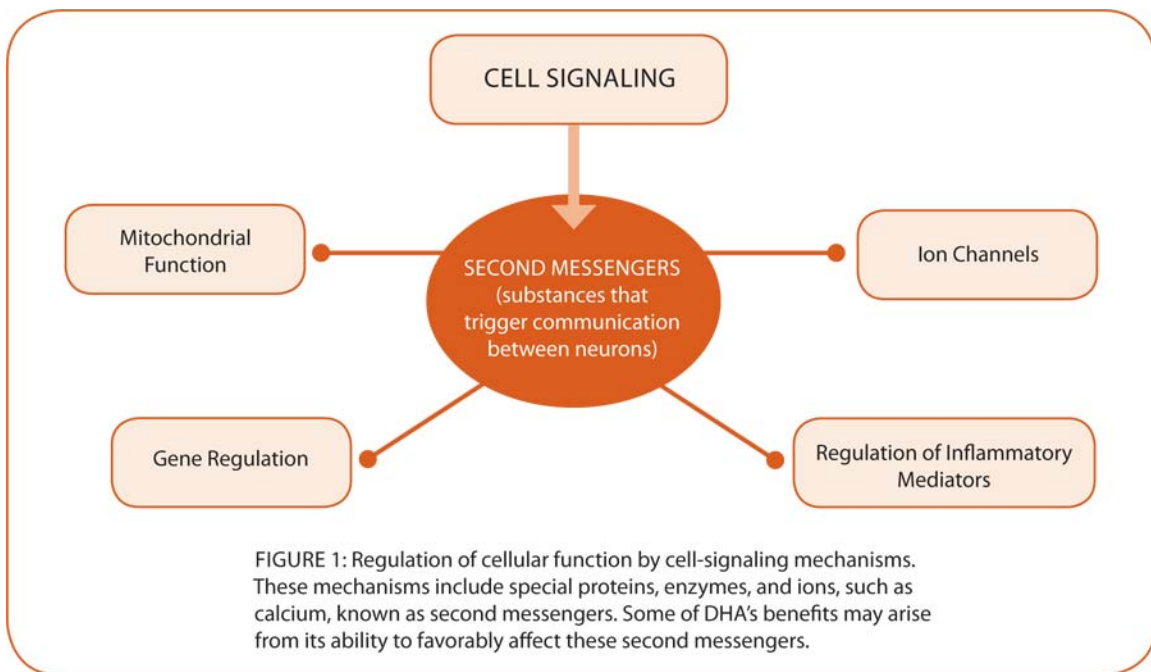 CELL SIGNALING
Mitochondrial
Function
Ion Channels
SECOND MESSENGERS
(substances that
trigger communication
between neurons)
Gene Regulation
Regulation of Inflammatory
Mediators
FIGURE 1: Regulation of cellular function by cell-signaling mechanisms.
These mechanisms include special proteins, enzymes, and ions, such as
calcium, known as second messengers. Some of DHA’s benefits may arise
from its ability to favorably affect these second messengers.